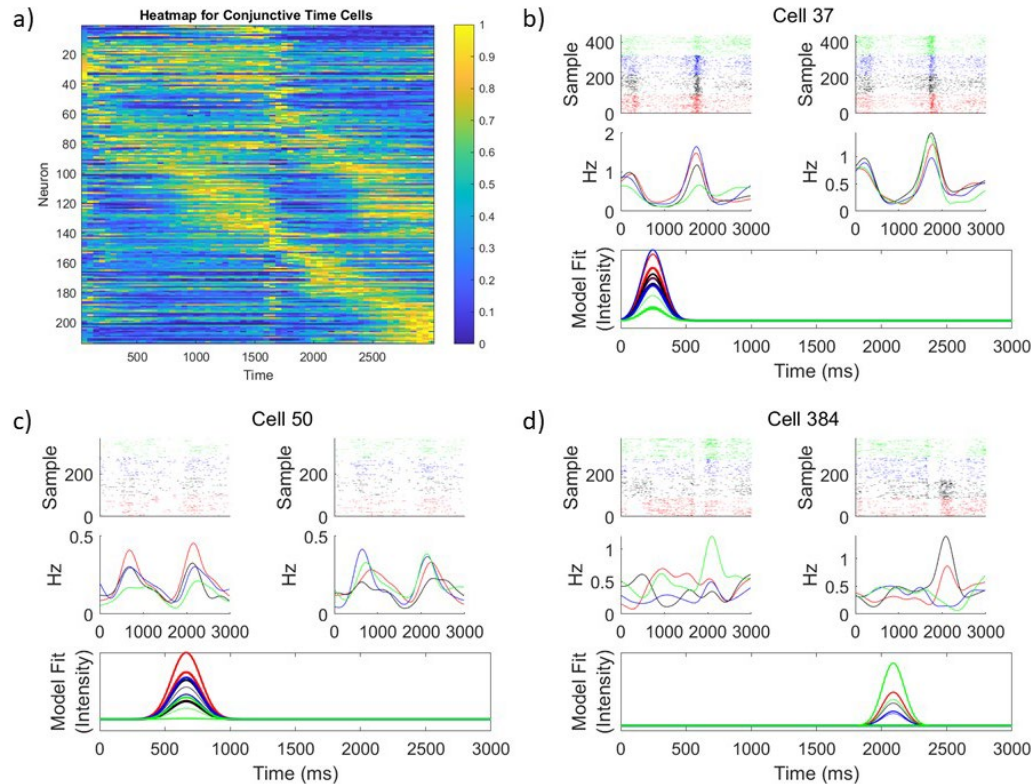 a)
Heatmap for Conjunctive Time Cells
Neuron
20
40
60
80
100
120
140
160
180
200
500 1000 1500 2000 2500
Time
1
0.9
0.8
0.7
0.6
0.5
0.4
0.3
0.2
0.1
0
b)
Cell 37
Sample
400
200
0
Sample
400
200
0
Hz
2
1
0
0 1000 2000 3000
Hz
1
0.5
0
0 1000 2000 3000
Model Fit
(Intensity)
0 500 1000 1500 2000 2500 3000
Time (ms)
c)
Cell 50
Sample
200
0
Sample
200
0
Hz
0.5
0
0 1000 2000 3000
Hz
0.5
0
0 1000 2000 3000
Model Fit
(Intensity)
0 500 1000 1500 2000 2500 3000
Time (ms)
d)
Cell 384
Sample
200
0
Sample
200
0
Hz
1
0.5
0
0 1000 2000 3000
Hz
1
0.5
0
0 1000 2000 3000
Model Fit
(Intensity)
0 500 1000 1500 2000 2500 3000
Time (ms)